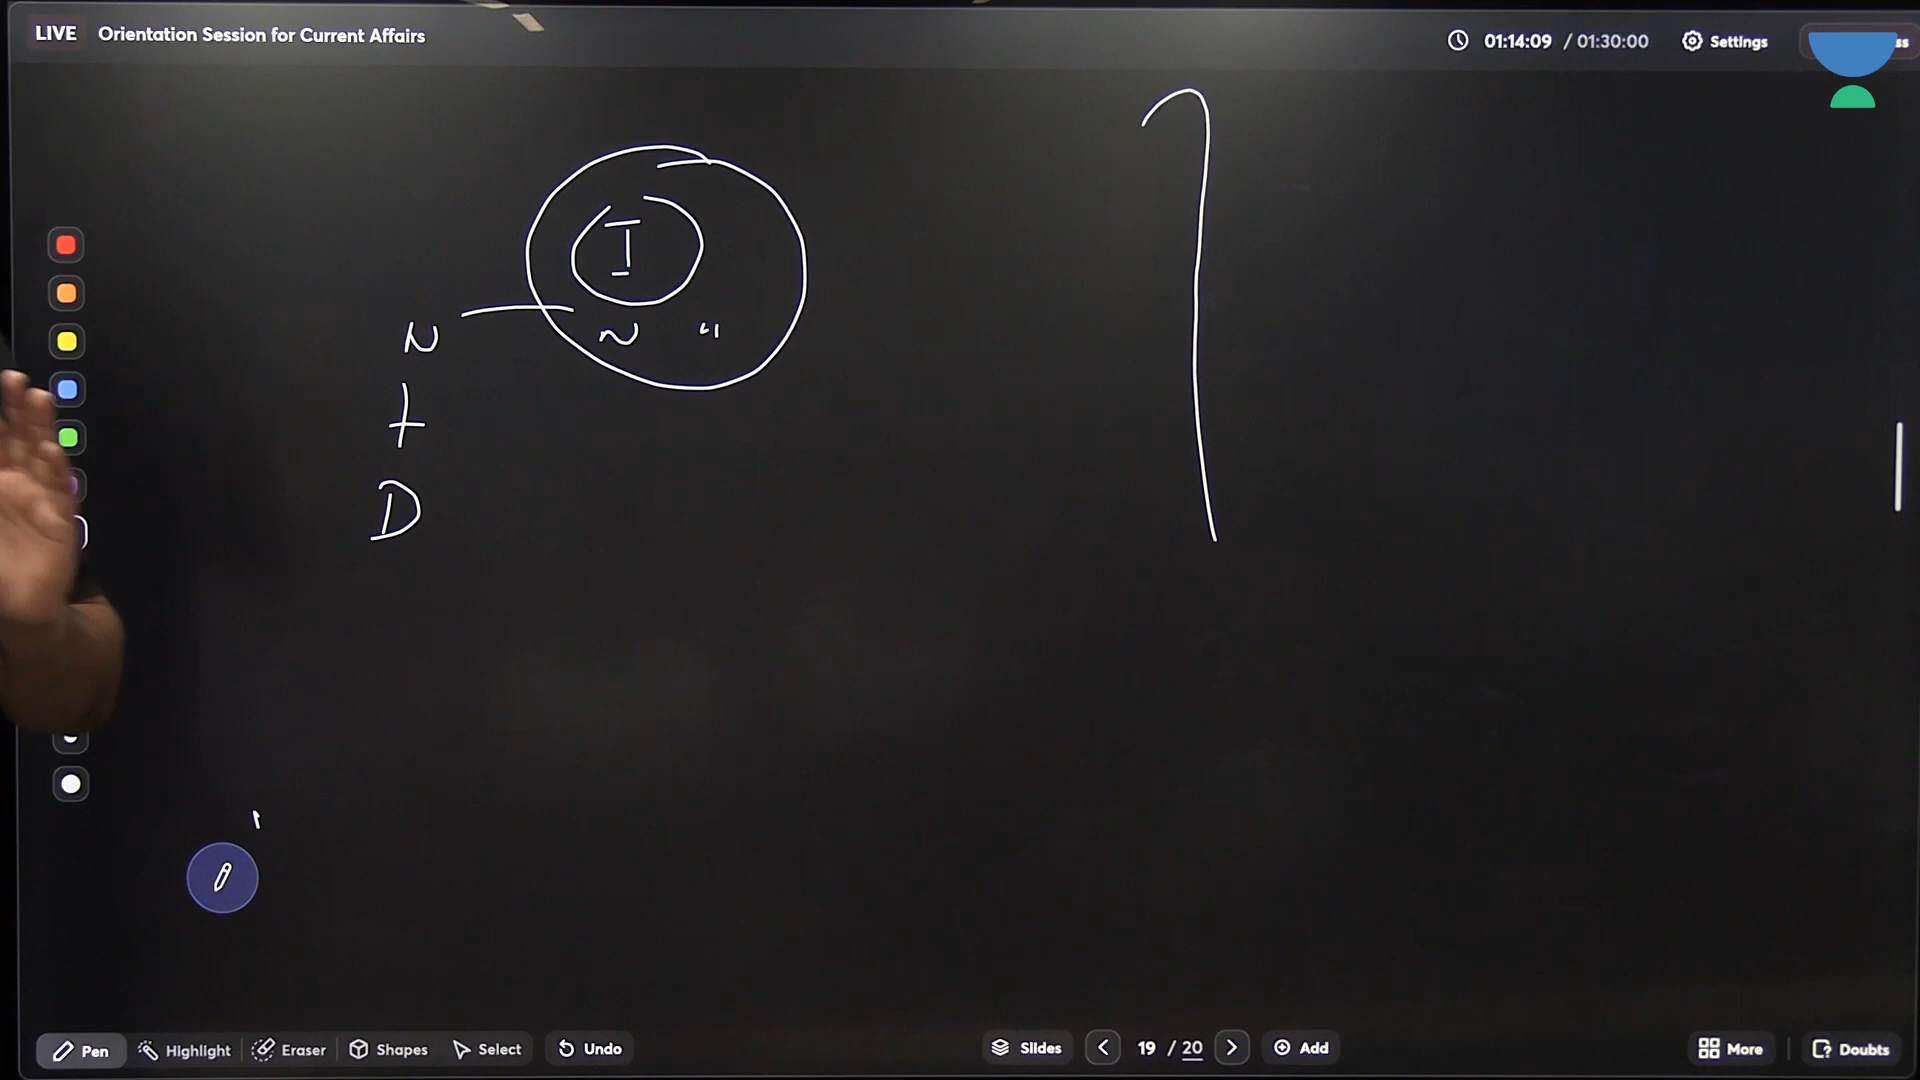 LIVE Orientation Session for Current Affairs 01:14:09 / 01:30:00 Settings
ss
I
N N "
+
D
Pen Highlight Eraser Shapes Select Undo Slides 19 / 20 Add More Doubts